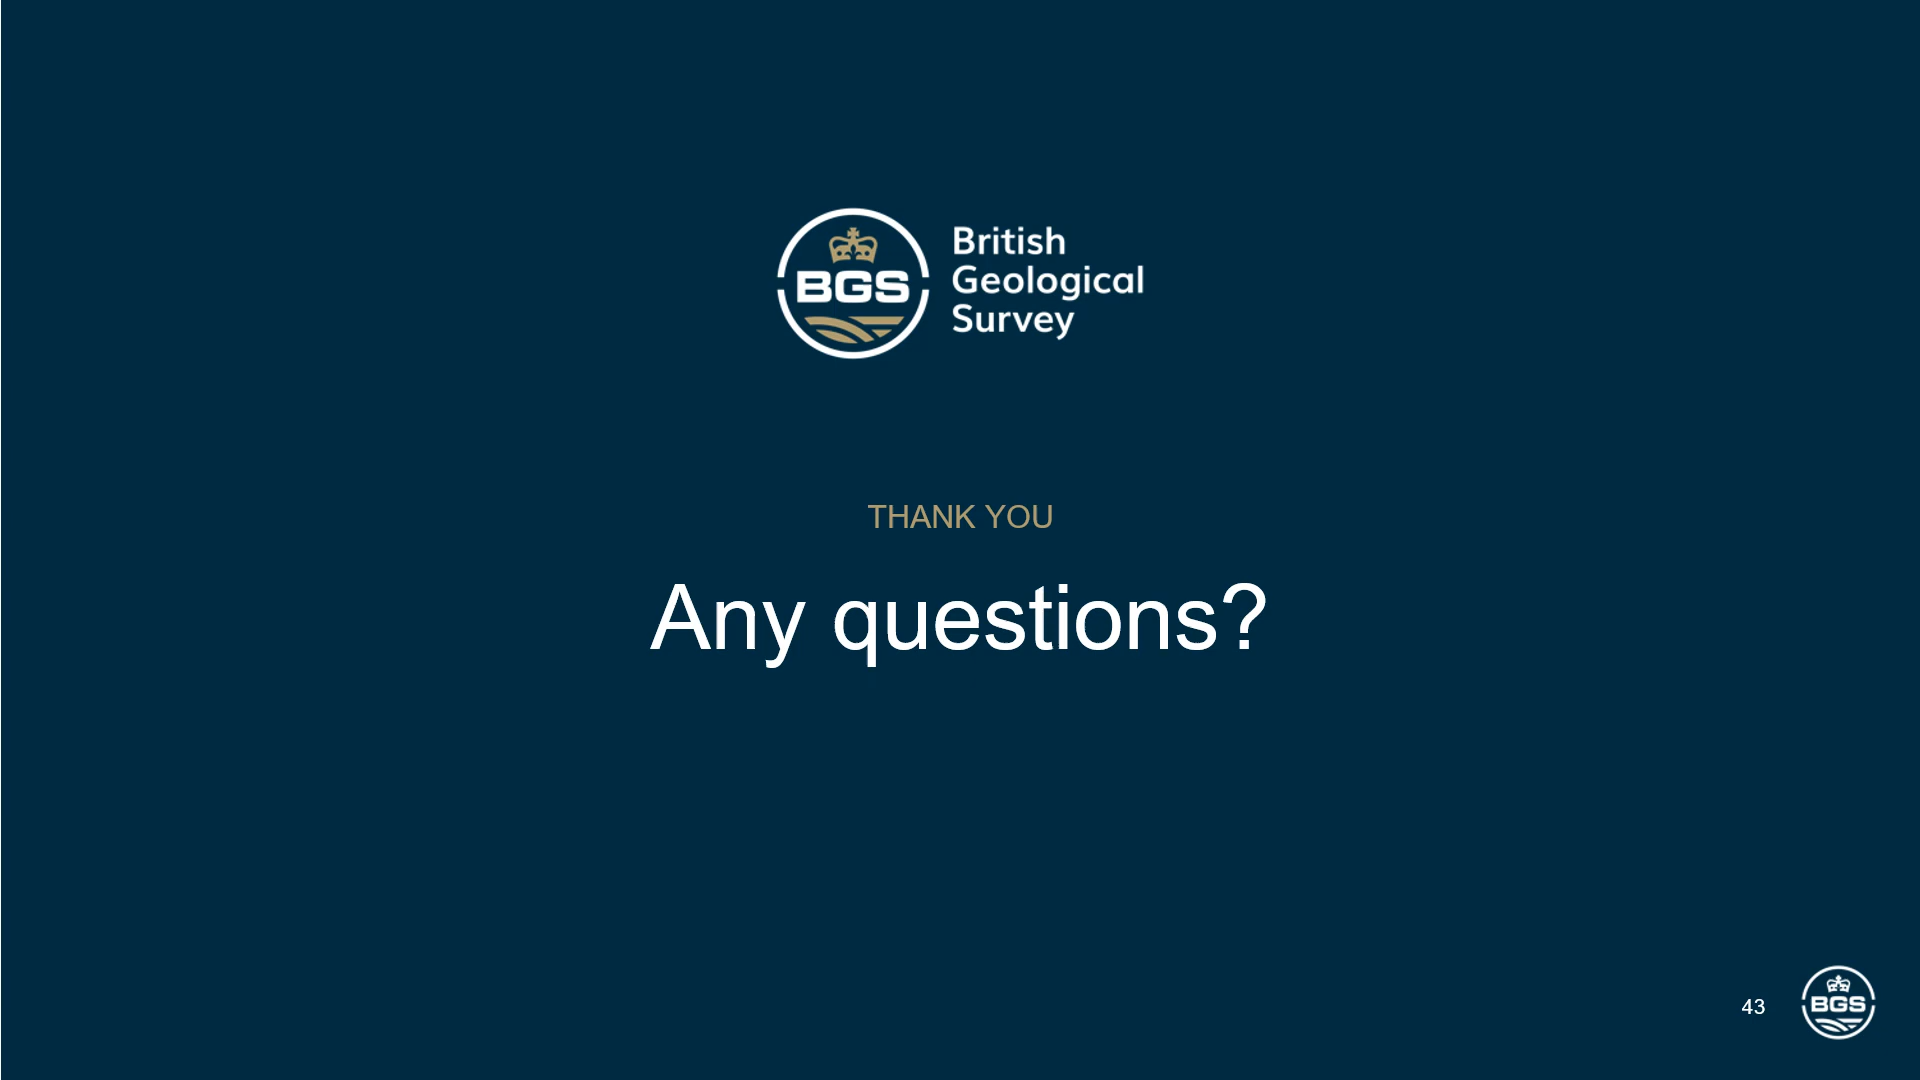 BGS
British
Geological
Survey
THANK YOU
Any questions?
43
BGS